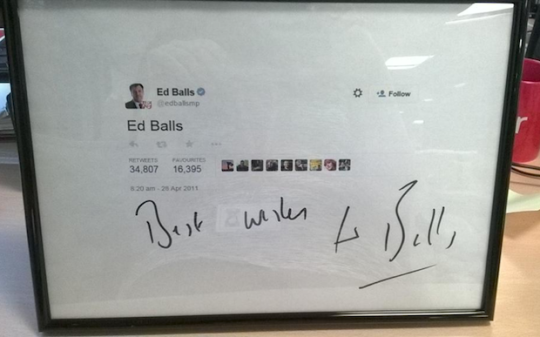 Ed Balls
@edballsmp
Follow
Ed Balls
RETWEETS FAVOURITES
34,807 16,395
9:20 am - 28 Apr 2011
Best wishes Ed Balls
r